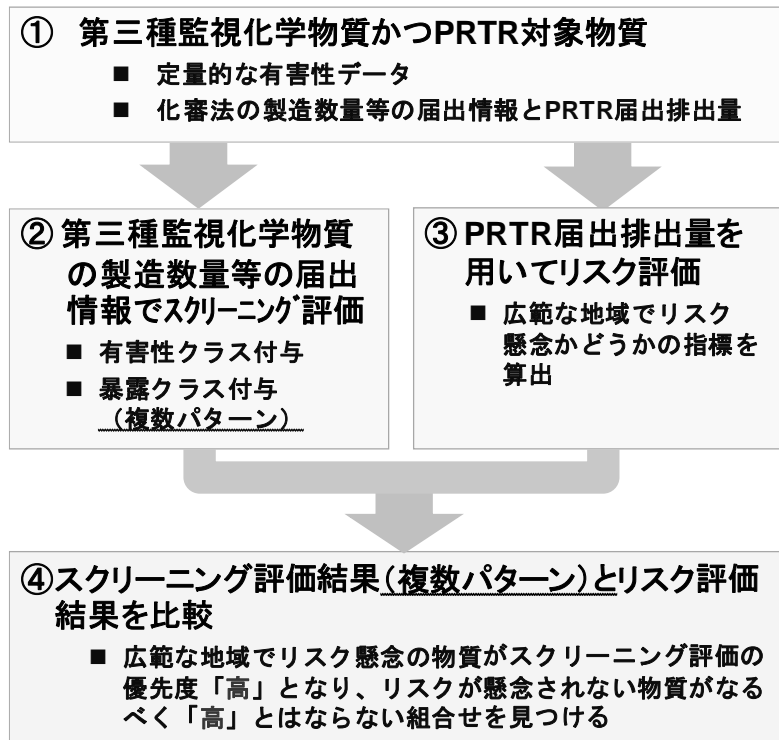 ① 第三種監視化学物質かつPRTR対象物質
■ 定量的な有害性データ
■ 化審法の製造数量等の届出情報とPRTR届出排出量
② 第三種監視化学物質
の製造数量等の届出
情報でスクリーニング評価
■ 有害性クラス付与
■ 暴露クラス付与
（複数パターン）
③ PRTR届出排出量を
用いてリスク評価
■ 広範な地域でリスク
懸念かどうかの指標を
算出
④スクリーニング評価結果（複数パターン）とリスク評価
結果を比較
■ 広範な地域でリスク懸念の物質がスクリーニング評価の
優先度「高」となり、リスクが懸念されない物質がなる
べく「高」とはならない組合せを見つける